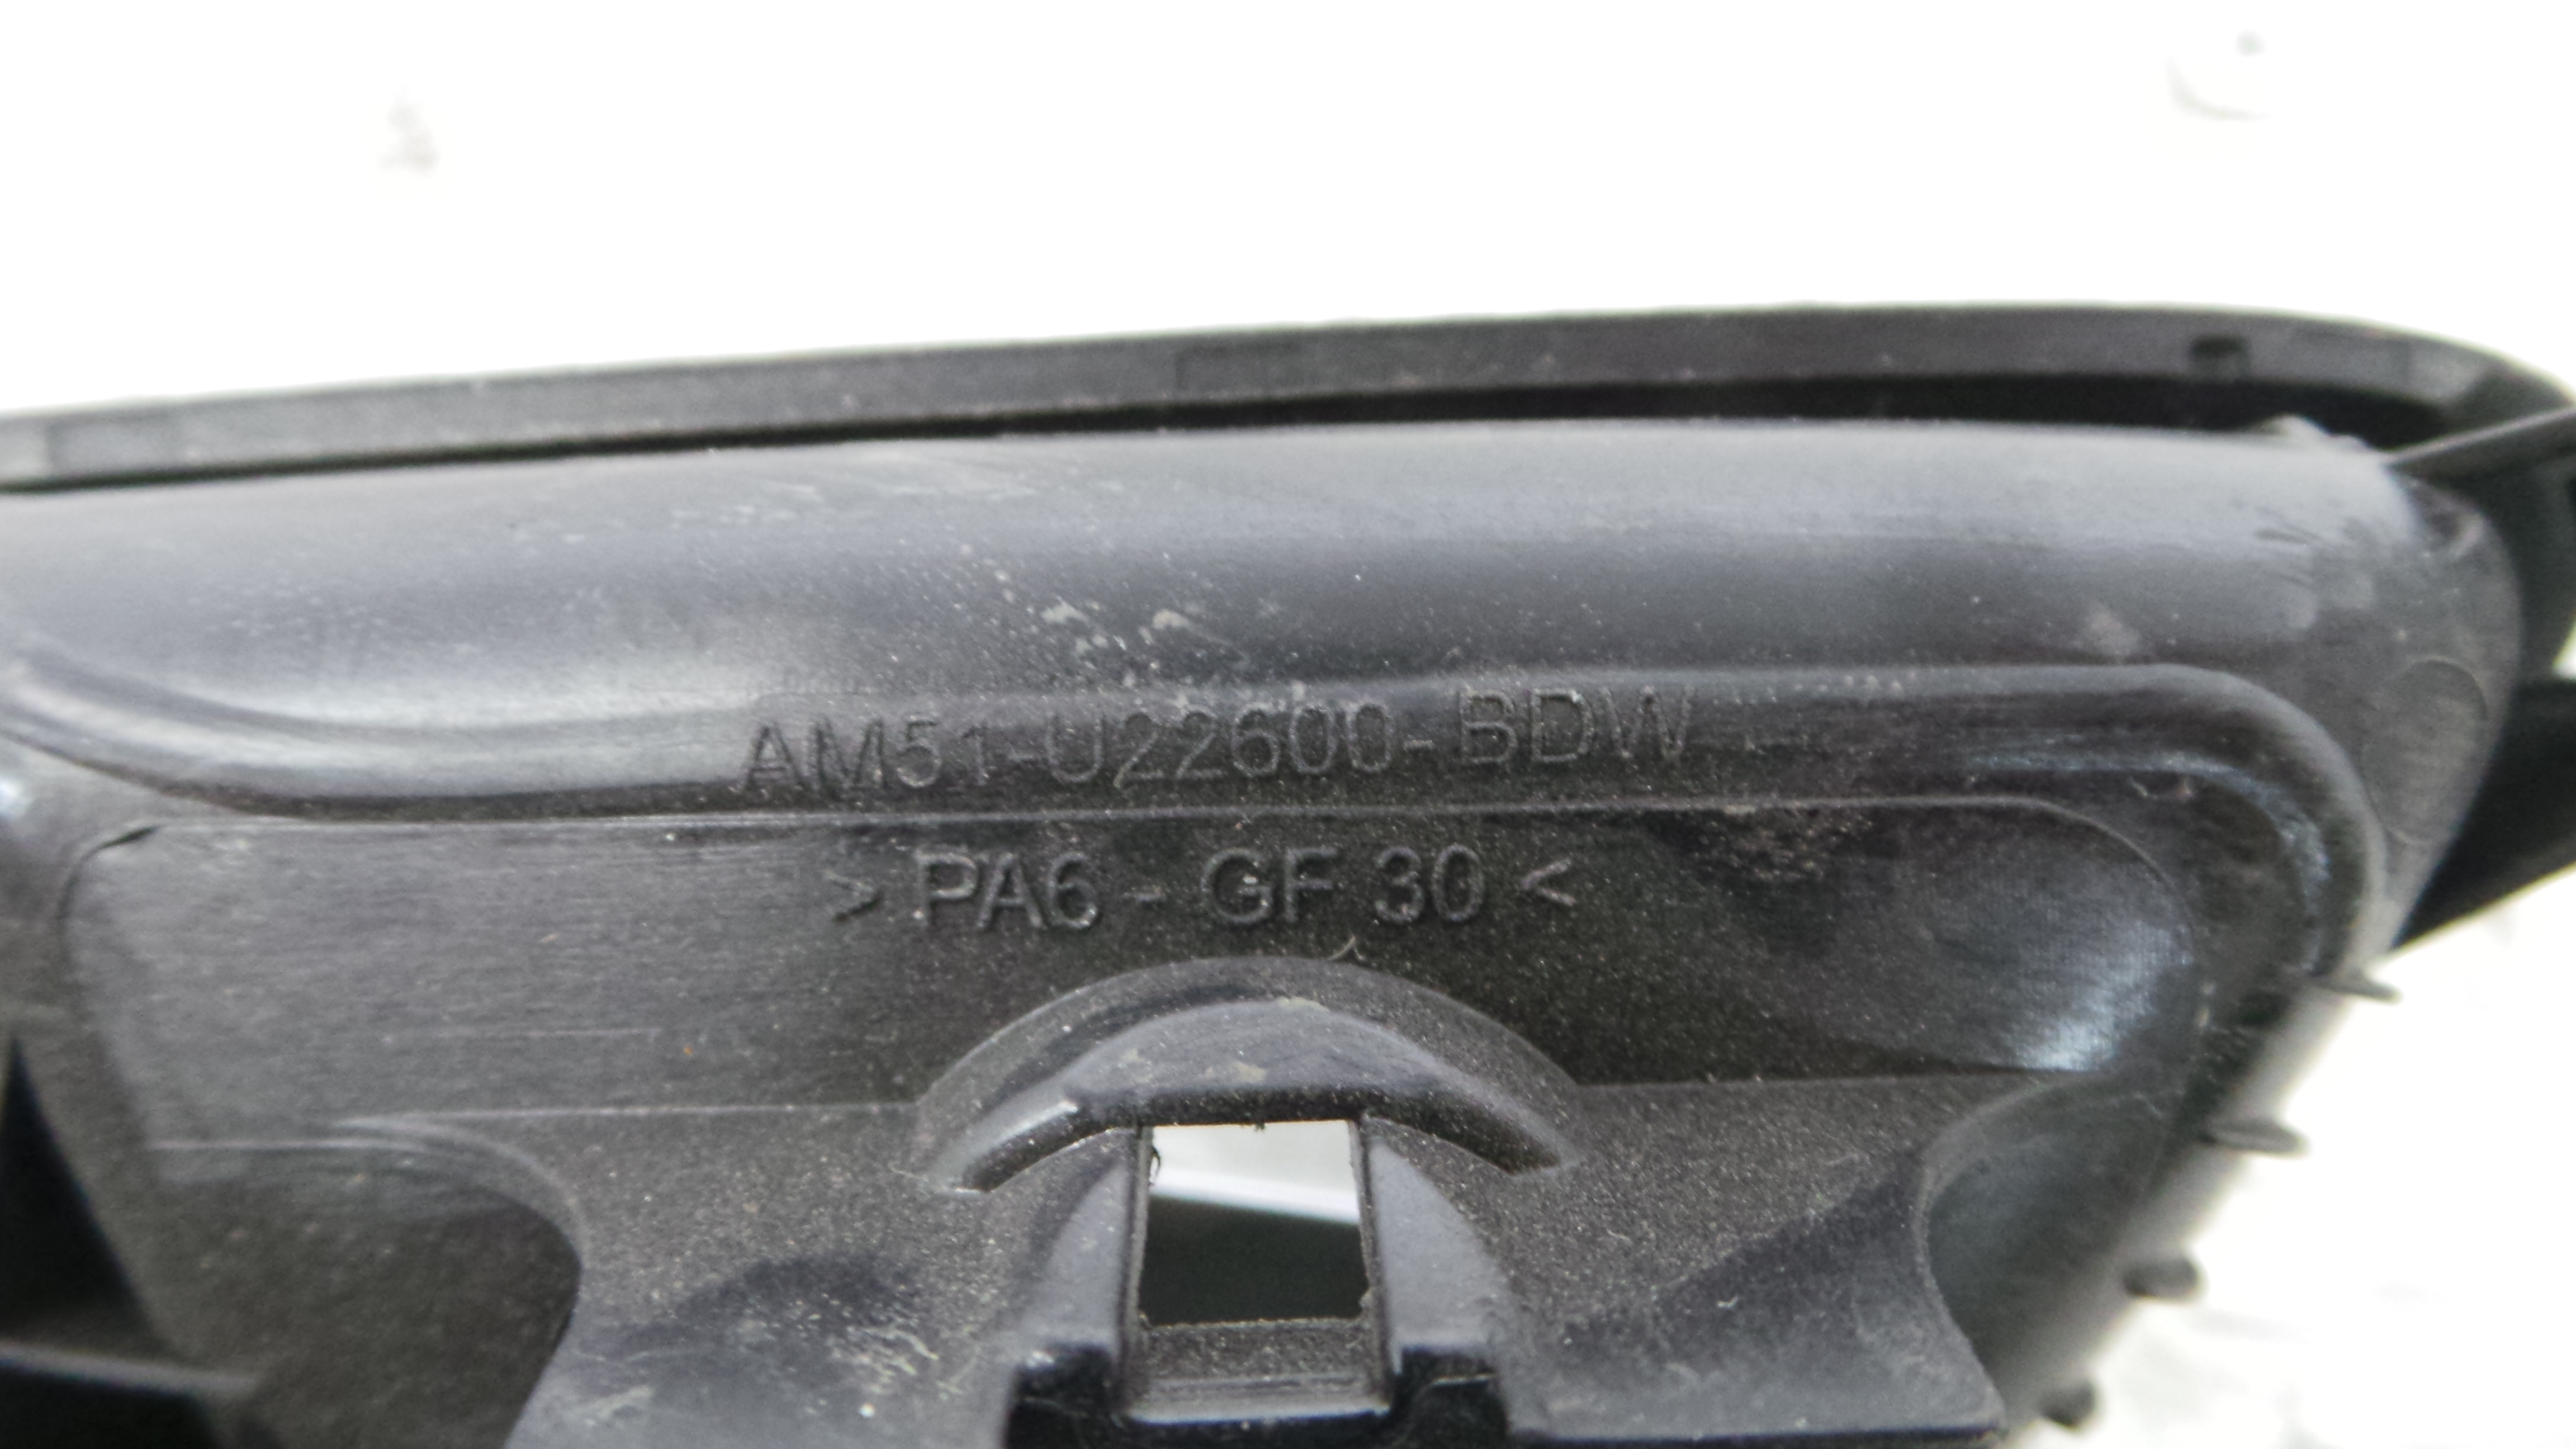 AM51-U22600-BDW
> PA6 - GF 30 <